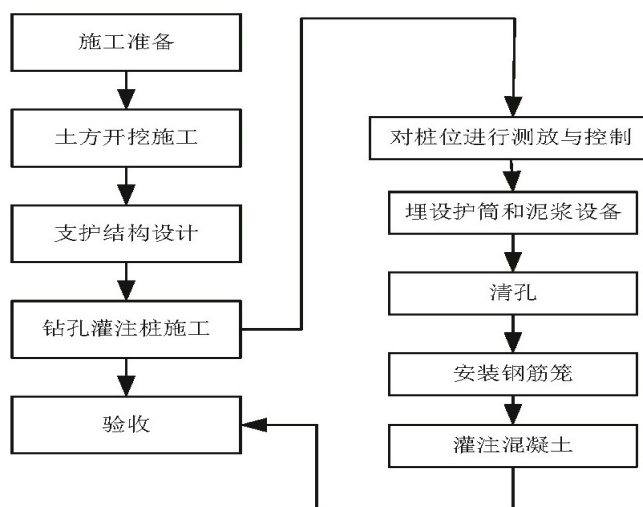 施工准备
土方开挖施工
支护结构设计
钻孔灌注桩施工
验收
对桩位进行测放与控制
埋设护筒和泥浆设备
清孔
安装钢筋笼
灌注混凝土